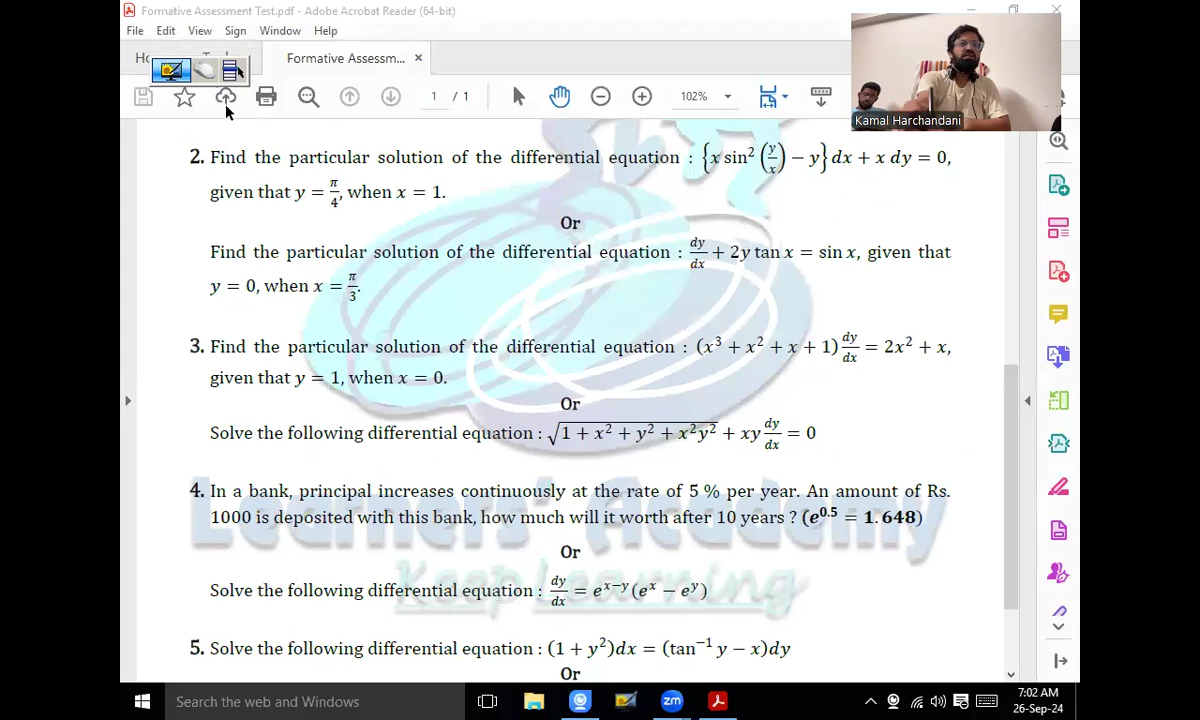 Formative Assessment Test.pdf - Adobe Acrobat Reader (64-bit)
File Edit View Sign Window Help
Formative Assessm... ×
1 / 1 102%
Kamal Harchandani
2. Find the particular solution of the differential equation : {x sin² (y/x) − y} dx + x dy = 0,
given that y = π/4, when x = 1.
Or
Find the particular solution of the differential equation : dy/dx + 2y tan x = sin x, given that
y = 0, when x = π/3.
3. Find the particular solution of the differential equation : (x³ + x² + x + 1) dy/dx = 2x² + x,
given that y = 1, when x = 0.
Or
Solve the following differential equation : √(1 + x² + y² + x²y²) + xy dy/dx = 0
4. In a bank, principal increases continuously at the rate of 5 % per year. An amount of Rs.
1000 is deposited with this bank, how much will it worth after 10 years ? (e^0.5 = 1.648)
Learners' Academy
Or
Keep Learning
Solve the following differential equation : dy/dx = e^(x−y) (e^x − e^y)
5. Solve the following differential equation : (1 + y²)dx = (tan⁻¹ y − x)dy
Or
Search the web and Windows
zm
7:02 AM
26-Sep-24